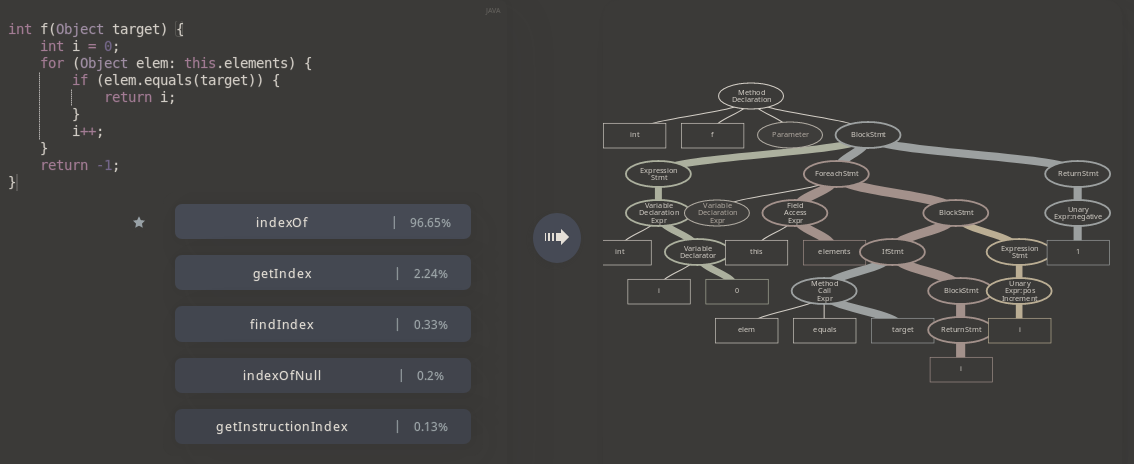 JAVA
int f(Object target) {
int i = 0;
for (Object elem: this.elements) {
if (elem.equals(target)) {
return i;
}
i++;
}
return -1;
}
indexOf | 96.65%
getIndex | 2.24%
findIndex | 0.33%
indexOfNull | 0.2%
getInstructionIndex | 0.13%
Method
Declaration
int
f
Parameter
BlockStmt
Expression
Stmt
ForeachStmt
ReturnStmt
Variable
Declaration
Expr
Variable
Declaration
Expr
Field
Access
Expr
BlockStmt
Unary
Expr:negative
int
Variable
Declarator
this
elements
IfStmt
Expression
Stmt
1
i
0
Method
Call
Expr
BlockStmt
Unary
Expr:pos
Increment
elem
equals
target
ReturnStmt
i
i